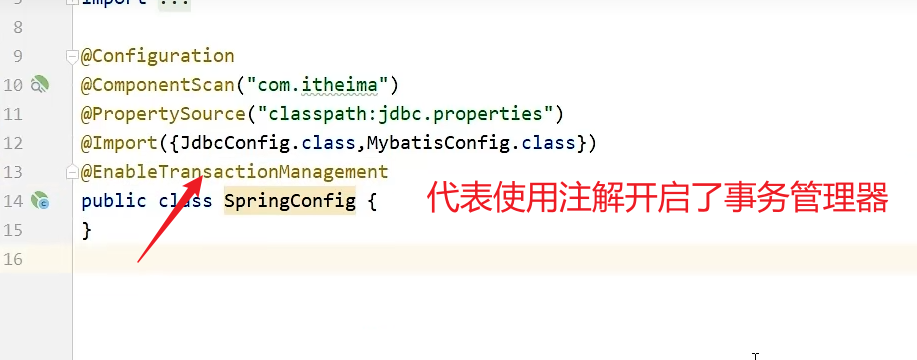 import ...
8
9 @Configuration
10 @ComponentScan("com.itheima")
11 @PropertySource("classpath:jdbc.properties")
12 @Import({JdbcConfig.class,MybatisConfig.class})
13 @EnableTransactionManagement
14 public class SpringConfig {
代表使用注解开启了事务管理器
15 }
16